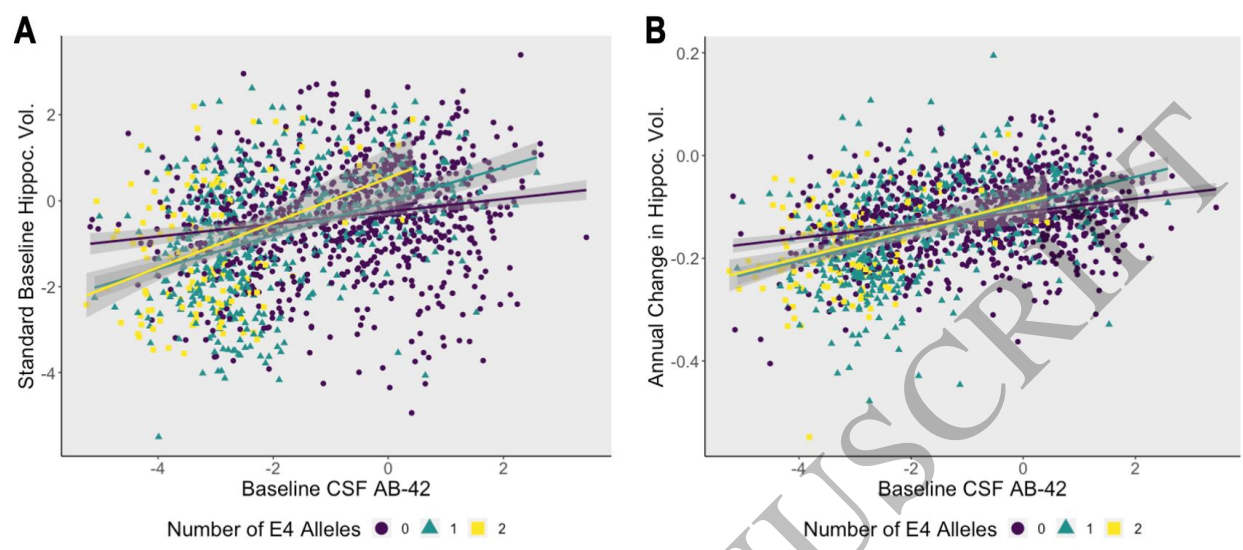 A
B
Standard Baseline Hippoc. Vol.
2
0
-2
-4
-4
-2
0
2
Baseline CSF AB-42
Number of E4 Alleles
0
1
2
Annual Change in Hippoc. Vol.
0.2
0.0
-0.2
-0.4
-4
-2
0
2
Baseline CSF AB-42
Number of E4 Alleles
0
1
2
USCRIPT